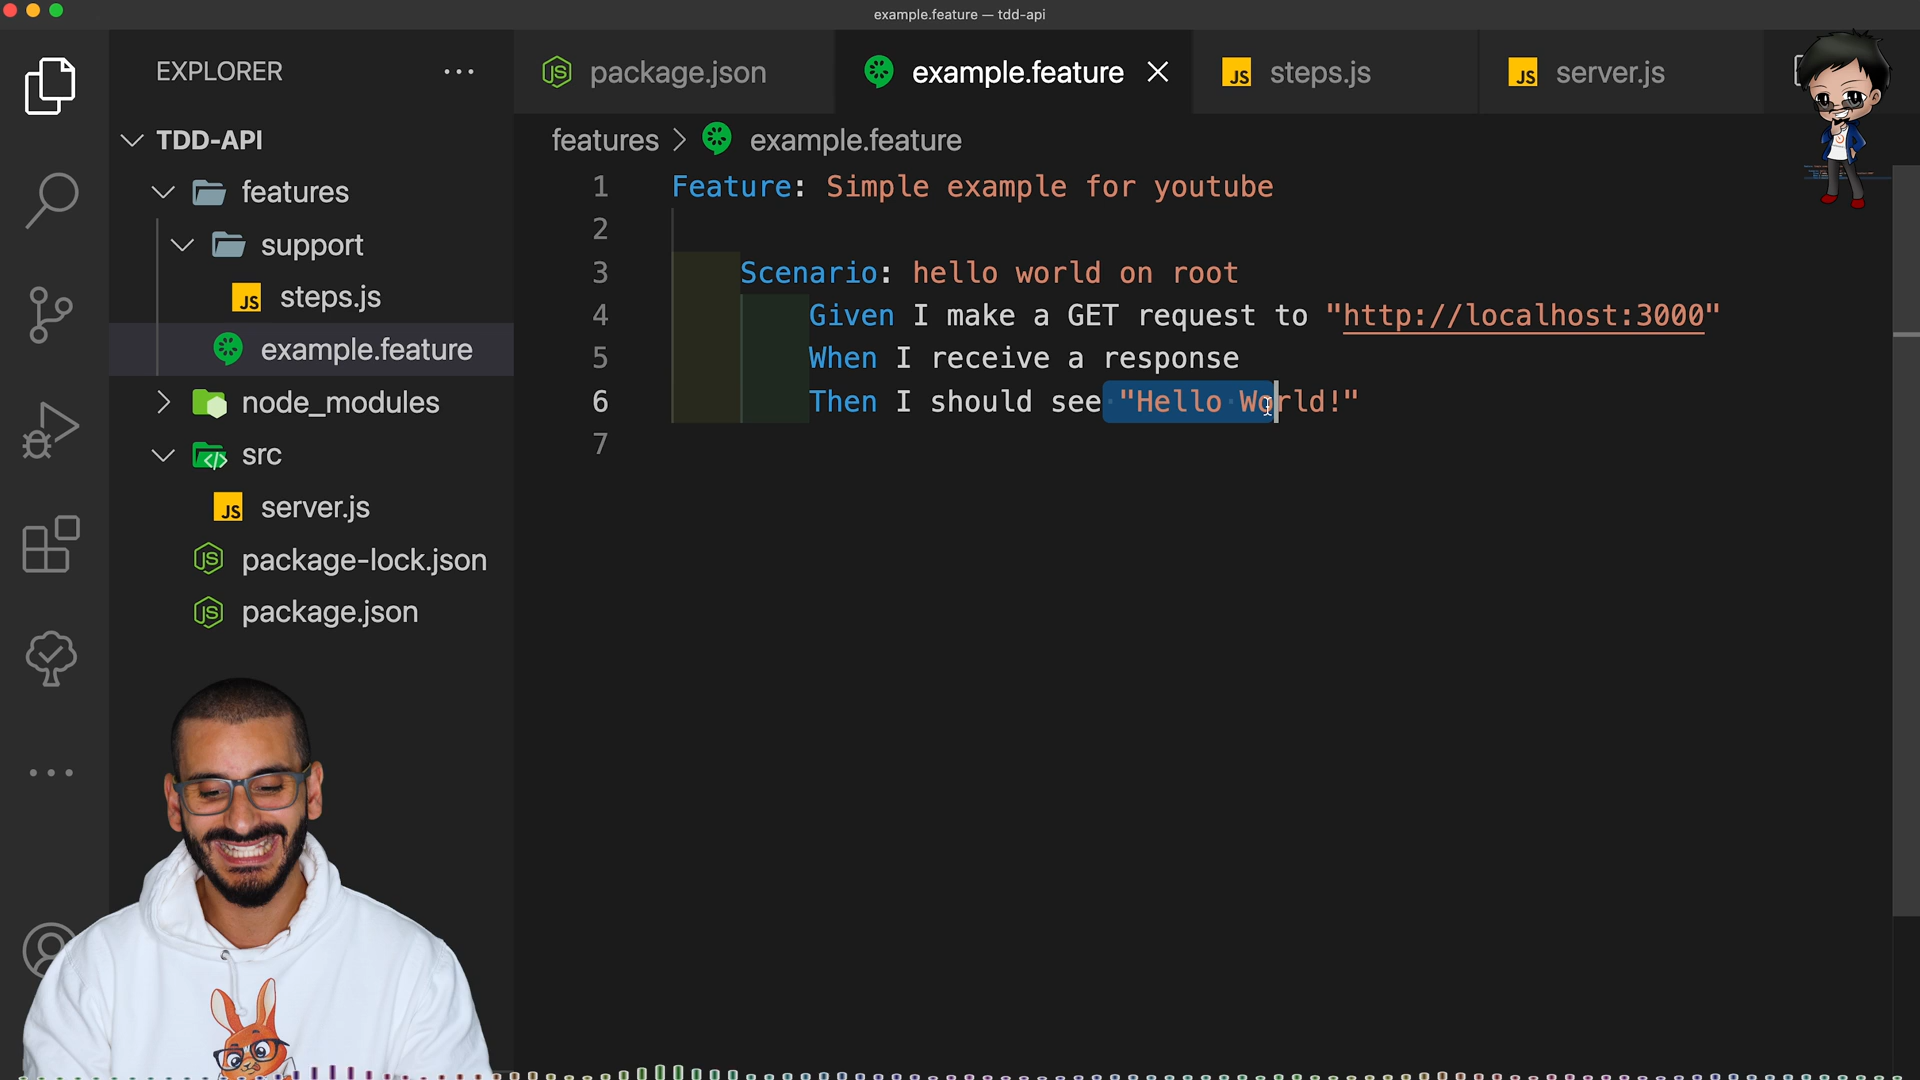 example.feature — tdd-api
EXPLORER
package.json
example.feature
steps.js
server.js
TDD-API
features
support
steps.js
example.feature
node_modules
src
server.js
package-lock.json
package.json
features > example.feature
1 Feature: Simple example for youtube
2
3 Scenario: hello world on root
4 Given I make a GET request to "http://localhost:3000"
5 When I receive a response
6 Then I should see "Hello World!"
7